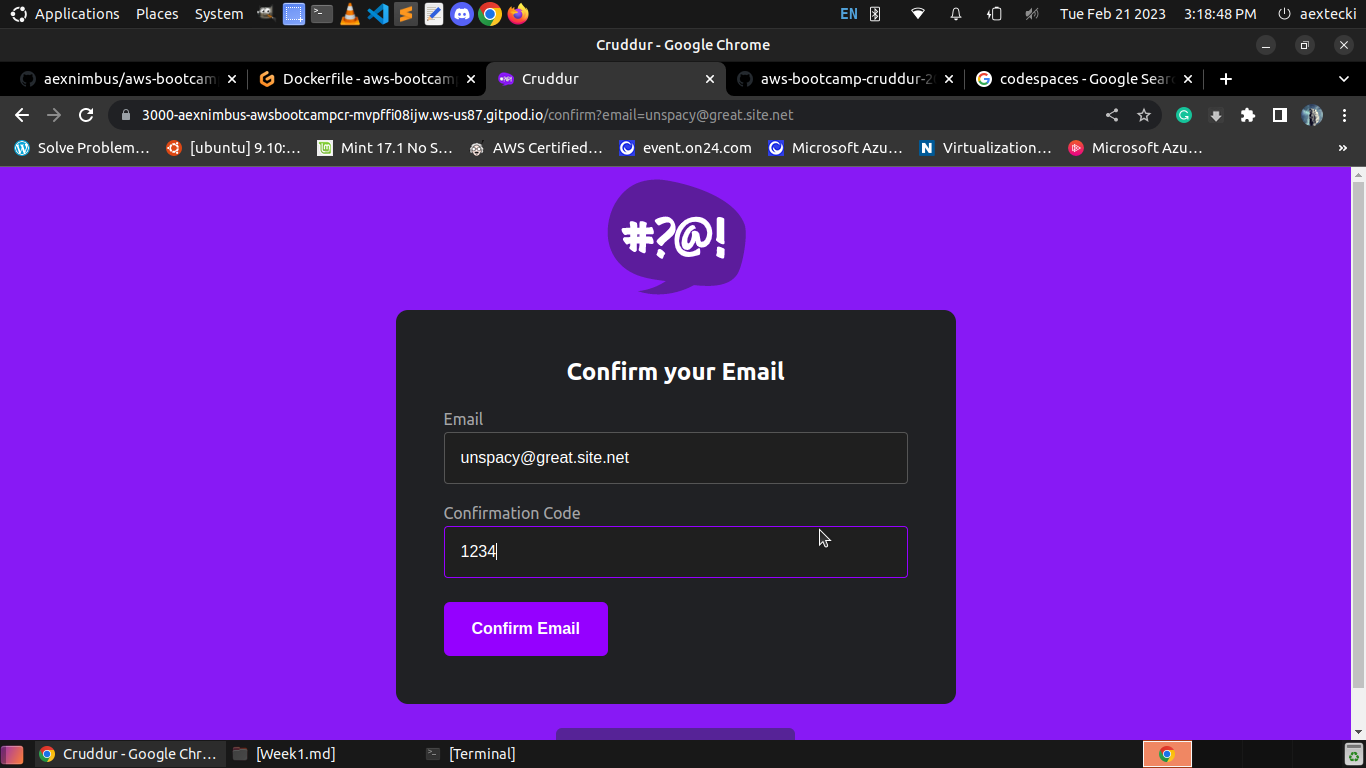 Applications Places System EN Tue Feb 21 2023 3:18:48 PM aextecki
Cruddur - Google Chrome
aexnimbus/aws-bootcam Dockerfile - aws-bootcam Cruddur aws-bootcamp-cruddur-2 codespaces - Google Sear
3000-aexnimbus-awsbootcampcr-mvpffi08ijw.ws-us87.gitpod.io/confirm?email=unspacy@great.site.net
Solve Problem... [ubuntu] 9.10:... Mint 17.1 No S... AWS Certified... event.on24.com Microsoft Azu... Virtualization... Microsoft Azu... »
#?@!
Confirm your Email
Email
unspacy@great.site.net
Confirmation Code
1234
Confirm Email
Cruddur - Google Chr... [Week1.md] [Terminal]